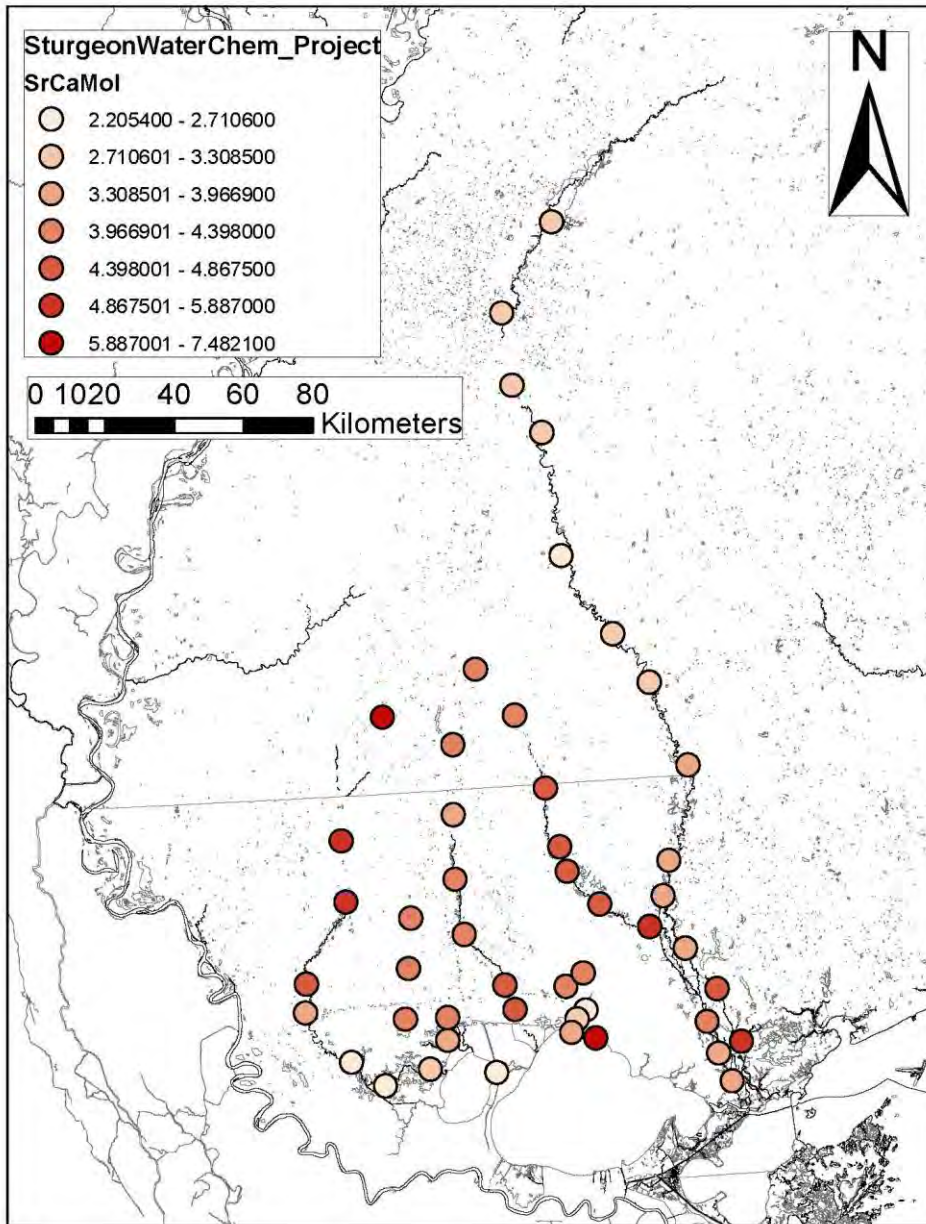 SturgeonWaterChem_Project
SrCaMol
2.205400 - 2.710600
2.710601 - 3.308500
3.308501 - 3.966900
3.966901 - 4.398000
4.398001 - 4.867500
4.867501 - 5.887000
5.887001 - 7.482100
N
0 1020 40 60 80
Kilometers